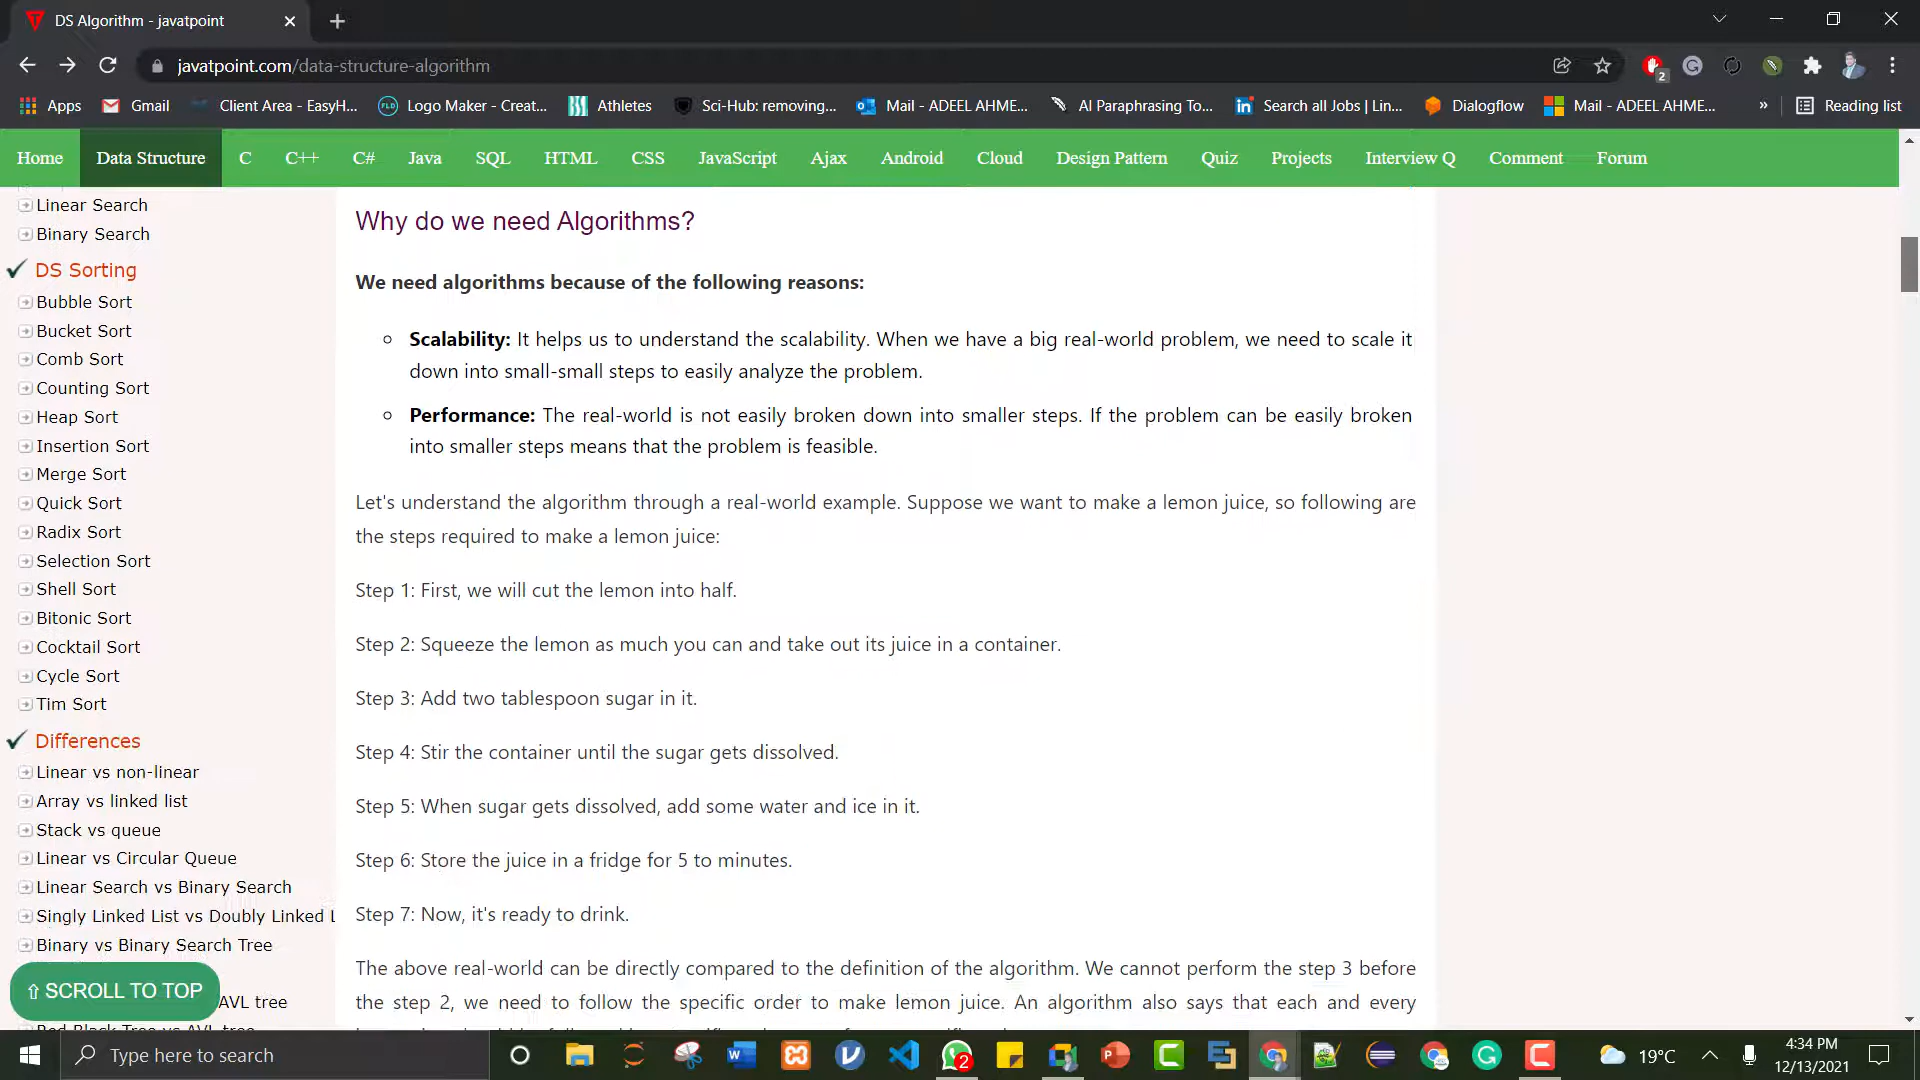 DS Algorithm - javatpoint
javatpoint.com/data-structure-algorithm
2
Apps
Gmail
Client Area - EasyH...
Logo Maker - Creat...
Athletes
Sci-Hub: removing...
Mail - ADEEL AHME...
AI Paraphrasing To...
Search all Jobs | Lin...
Dialogflow
Mail - ADEEL AHME...
»
Reading list
Home
Data Structure
C
C++
C#
Java
SQL
HTML
CSS
JavaScript
Ajax
Android
Cloud
Design Pattern
Quiz
Projects
Interview Q
Comment
Forum
Linear Search
Binary Search
DS Sorting
Bubble Sort
Bucket Sort
Comb Sort
Counting Sort
Heap Sort
Insertion Sort
Merge Sort
Quick Sort
Radix Sort
Selection Sort
Shell Sort
Bitonic Sort
Cocktail Sort
Cycle Sort
Tim Sort
Differences
Linear vs non-linear
Array vs linked list
Stack vs queue
Linear vs Circular Queue
Linear Search vs Binary Search
Singly Linked List vs Doubly Linked L
Binary vs Binary Search Tree
AVL tree
Red Black Tree vs AVL tree
⇧ SCROLL TO TOP
Why do we need Algorithms?
We need algorithms because of the following reasons:
Scalability: It helps us to understand the scalability. When we have a big real-world problem, we need to scale it
down into small-small steps to easily analyze the problem.
Performance: The real-world is not easily broken down into smaller steps. If the problem can be easily broken
into smaller steps means that the problem is feasible.
Let's understand the algorithm through a real-world example. Suppose we want to make a lemon juice, so following are
the steps required to make a lemon juice:
Step 1: First, we will cut the lemon into half.
Step 2: Squeeze the lemon as much you can and take out its juice in a container.
Step 3: Add two tablespoon sugar in it.
Step 4: Stir the container until the sugar gets dissolved.
Step 5: When sugar gets dissolved, add some water and ice in it.
Step 6: Store the juice in a fridge for 5 to minutes.
Step 7: Now, it's ready to drink.
The above real-world can be directly compared to the definition of the algorithm. We cannot perform the step 3 before
the step 2, we need to follow the specific order to make lemon juice. An algorithm also says that each and every
Type here to search
2
19°C
4:34 PM
12/13/2021